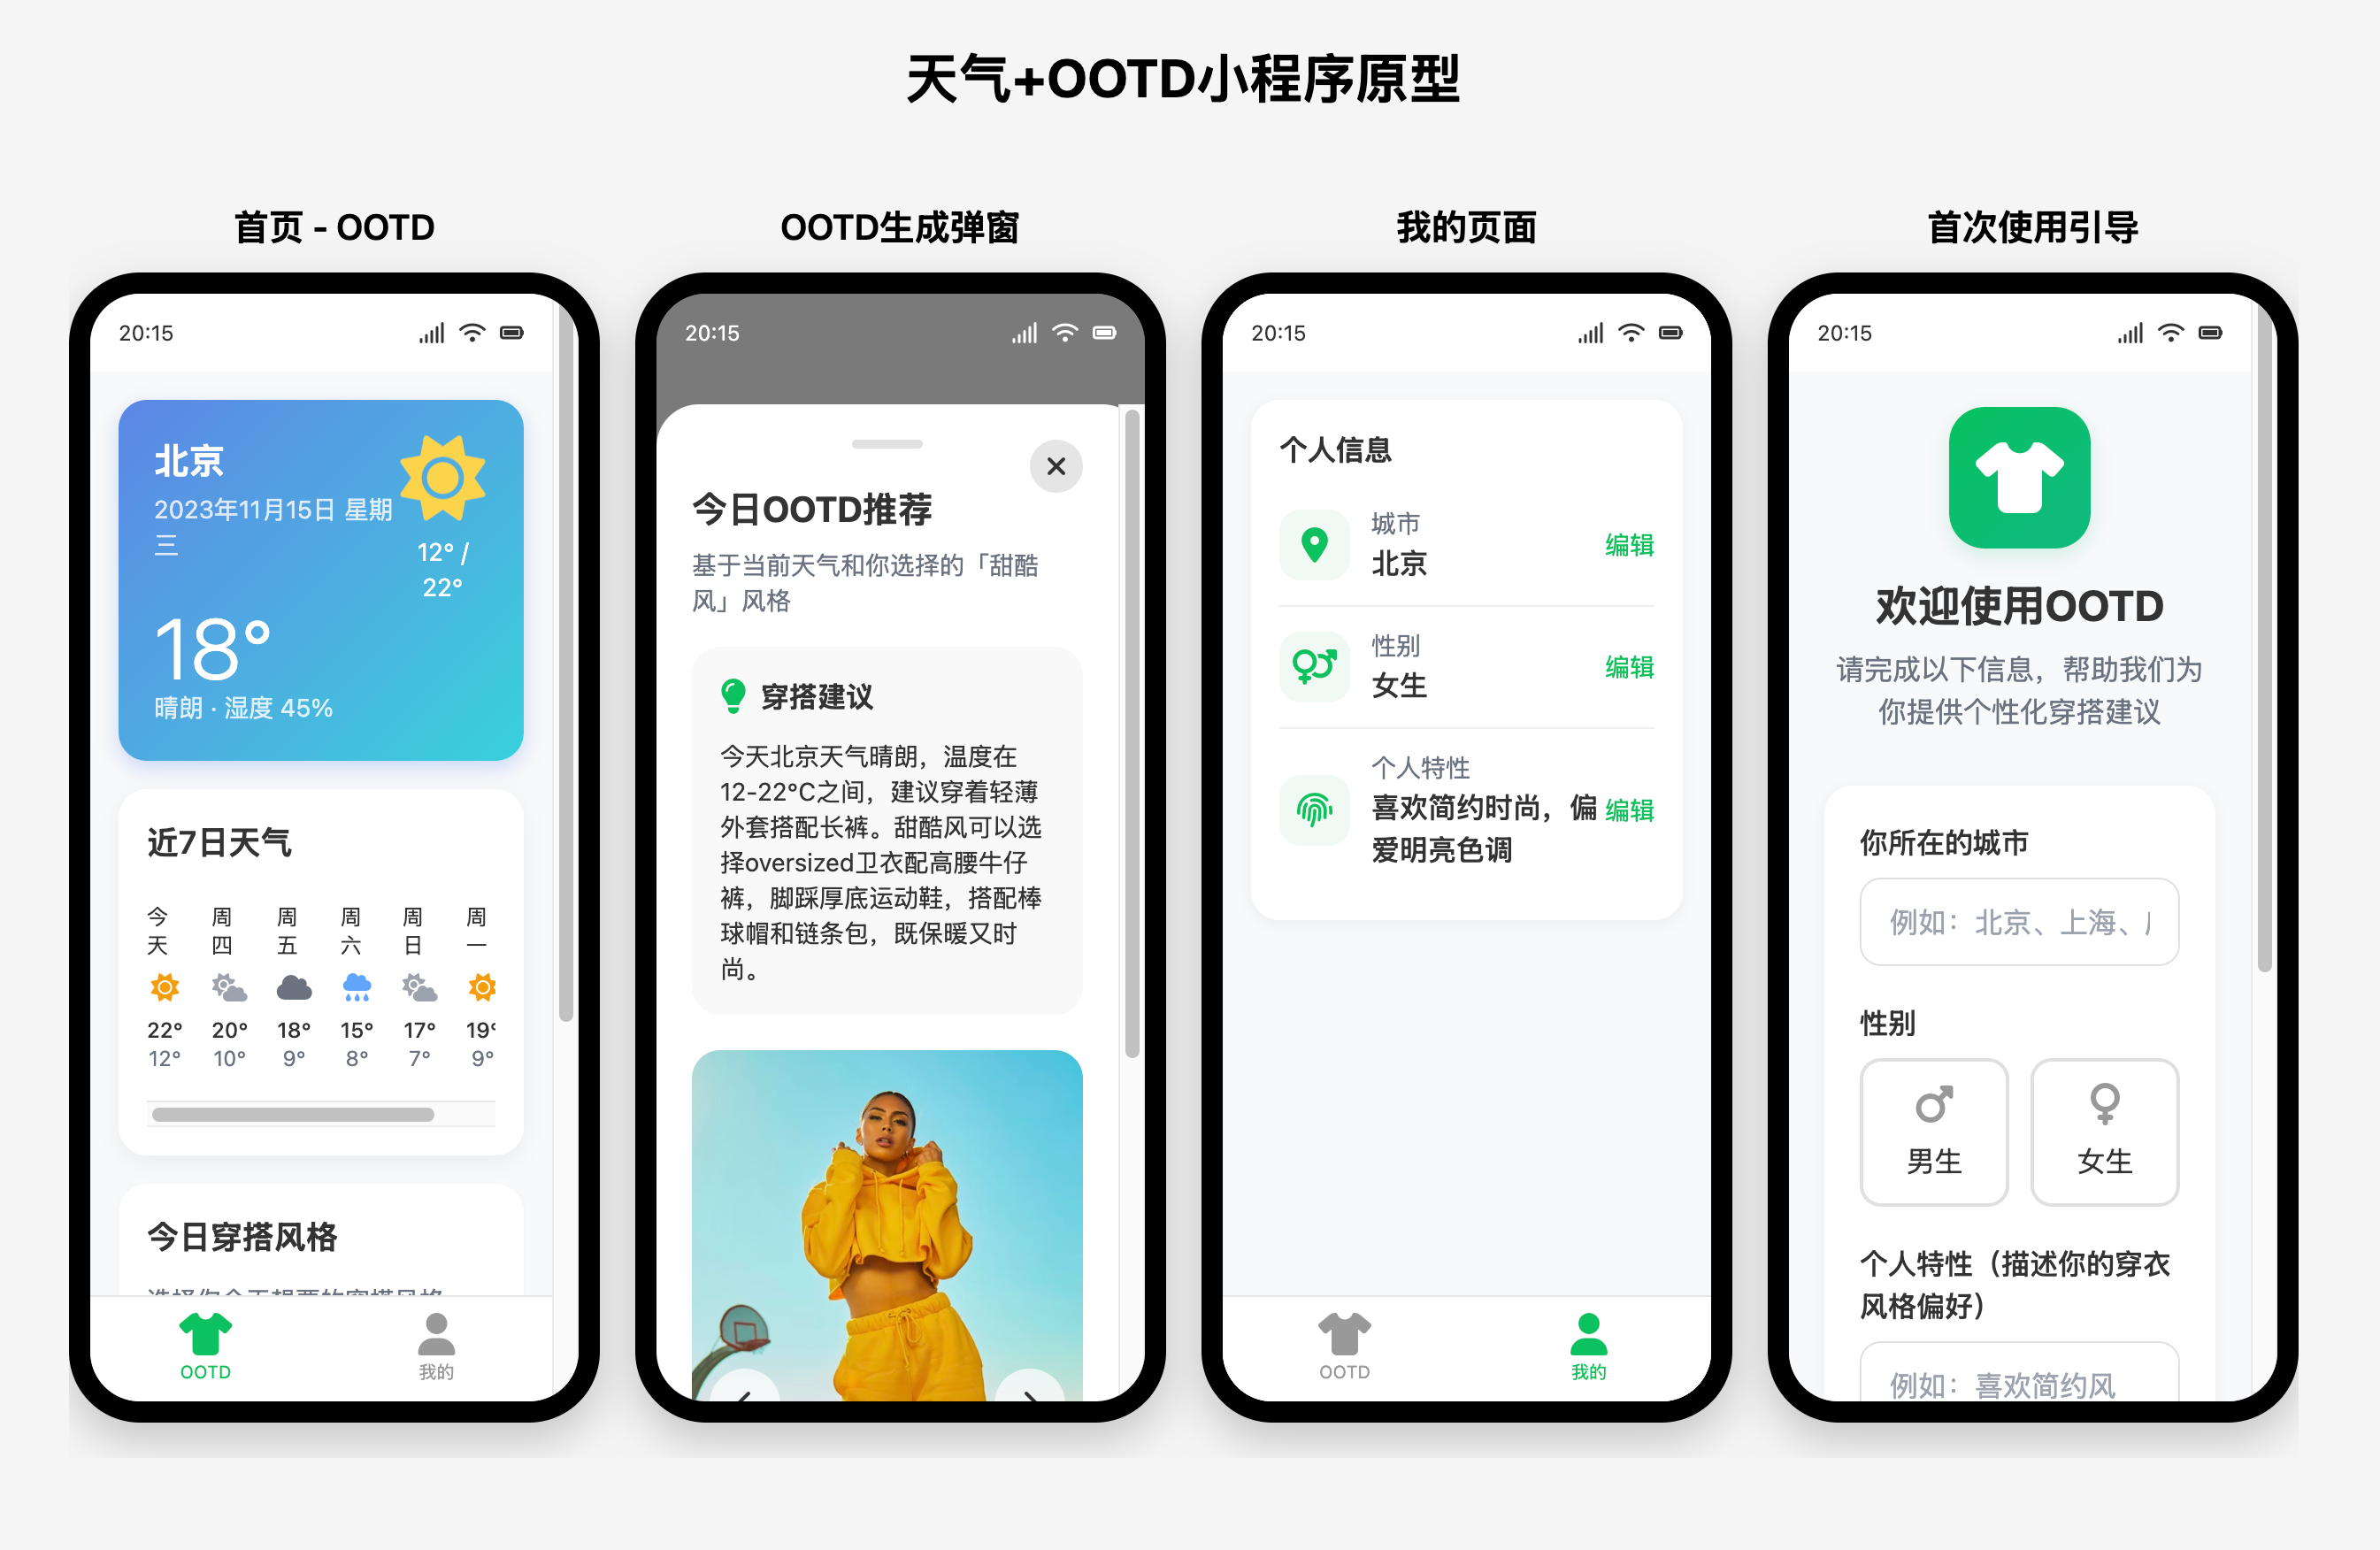 天气+OOTD小程序原型
首页 - OOTD
20:15
北京
2023年11月15日 星期
三
12° /
22°
18°
晴朗 · 湿度 45%
近7日天气
今天 周四 周五 周六 周日 周一
22° 20° 18° 15° 17° 19°
12° 10° 9° 8° 7° 9°
今日穿搭风格
选择你今天想要的穿搭风格
OOTD 我的
OOTD生成弹窗
20:15
今日OOTD推荐
基于当前天气和你选择的「甜酷
风」风格
穿搭建议
今天北京天气晴朗，温度在
12-22°C之间，建议穿着轻薄
外套搭配长裤。甜酷风可以选
择oversized卫衣配高腰牛仔
裤，脚踩厚底运动鞋，搭配棒
球帽和链条包，既保暖又时
尚。
我的页面
20:15
个人信息
城市
北京
编辑
性别
女生
编辑
个人特性
喜欢简约时尚，偏
爱明亮色调
编辑
OOTD 我的
首次使用引导
20:15
欢迎使用OOTD
请完成以下信息，帮助我们为
你提供个性化穿搭建议
你所在的城市
例如：北京、上海、
性别
男生 女生
个人特性（描述你的穿衣
风格偏好）
例如：喜欢简约风